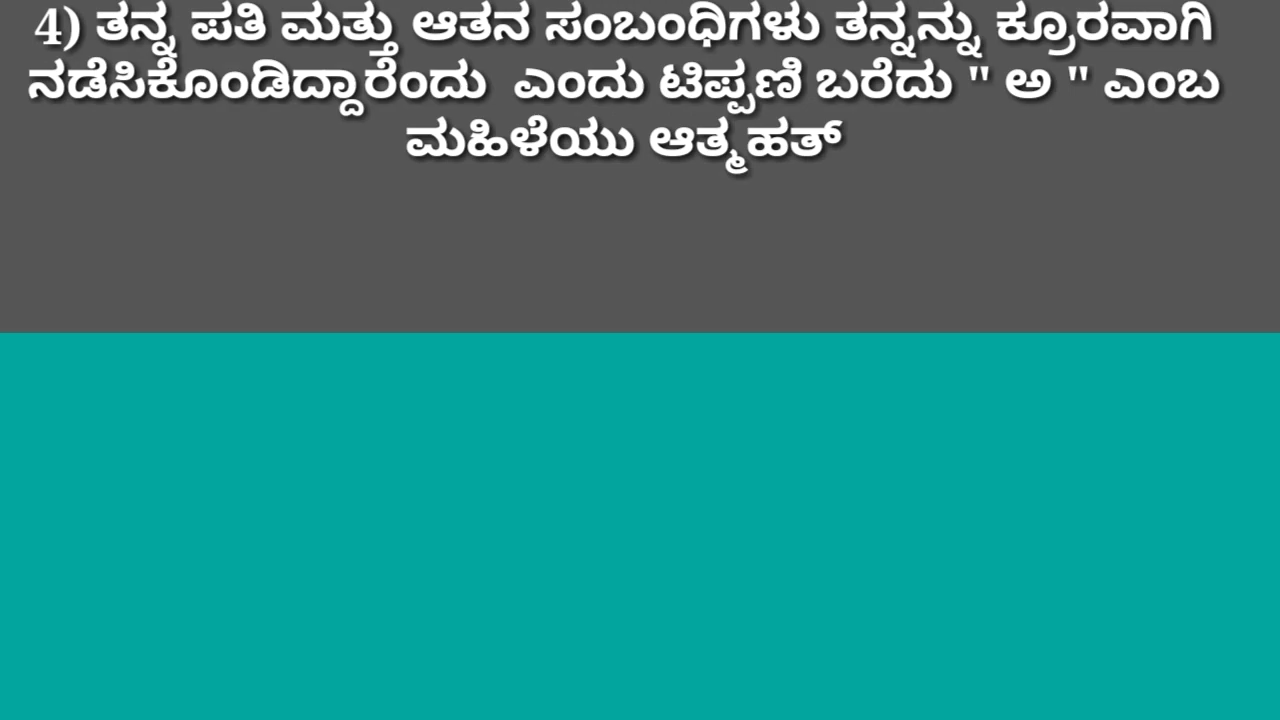 4) ತನ್ನ ಪತಿ ಮತ್ತು ಆತನ ಸಂಬಂಧಿಗಳು ತನ್ನನ್ನು ಕ್ರೂರವಾಗಿ
ನಡೆಸಿಕೊಂಡಿದ್ದಾರೆಂದು ಎಂದು ಟಿಪ್ಪಣಿ ಬರೆದು " ಅ " ಎಂಬ
ಮಹಿಳೆಯು ಆತ್ಮಹತ್